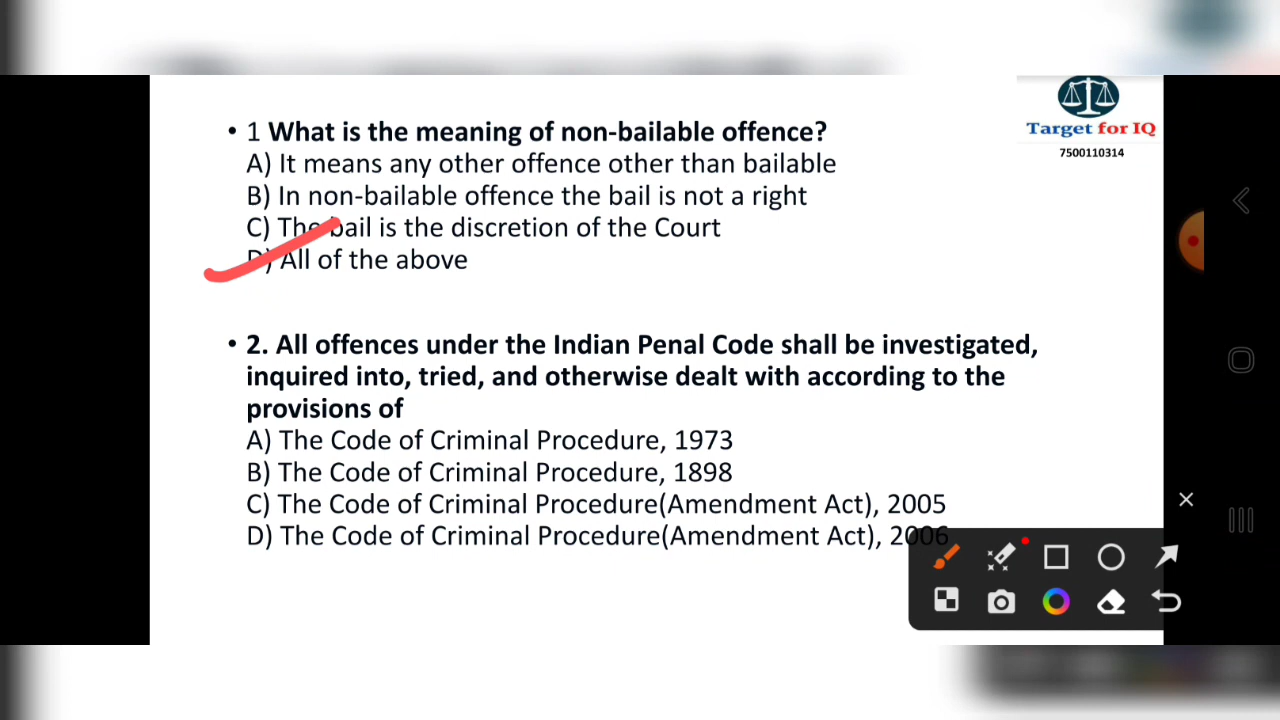 Target for IQ
7500110314
• 1 What is the meaning of non-bailable offence?
A) It means any other offence other than bailable
B) In non-bailable offence the bail is not a right
C) The bail is the discretion of the Court
D) All of the above
• 2. All offences under the Indian Penal Code shall be investigated,
inquired into, tried, and otherwise dealt with according to the
provisions of
A) The Code of Criminal Procedure, 1973
B) The Code of Criminal Procedure, 1898
C) The Code of Criminal Procedure(Amendment Act), 2005
D) The Code of Criminal Procedure(Amendment Act), 2006